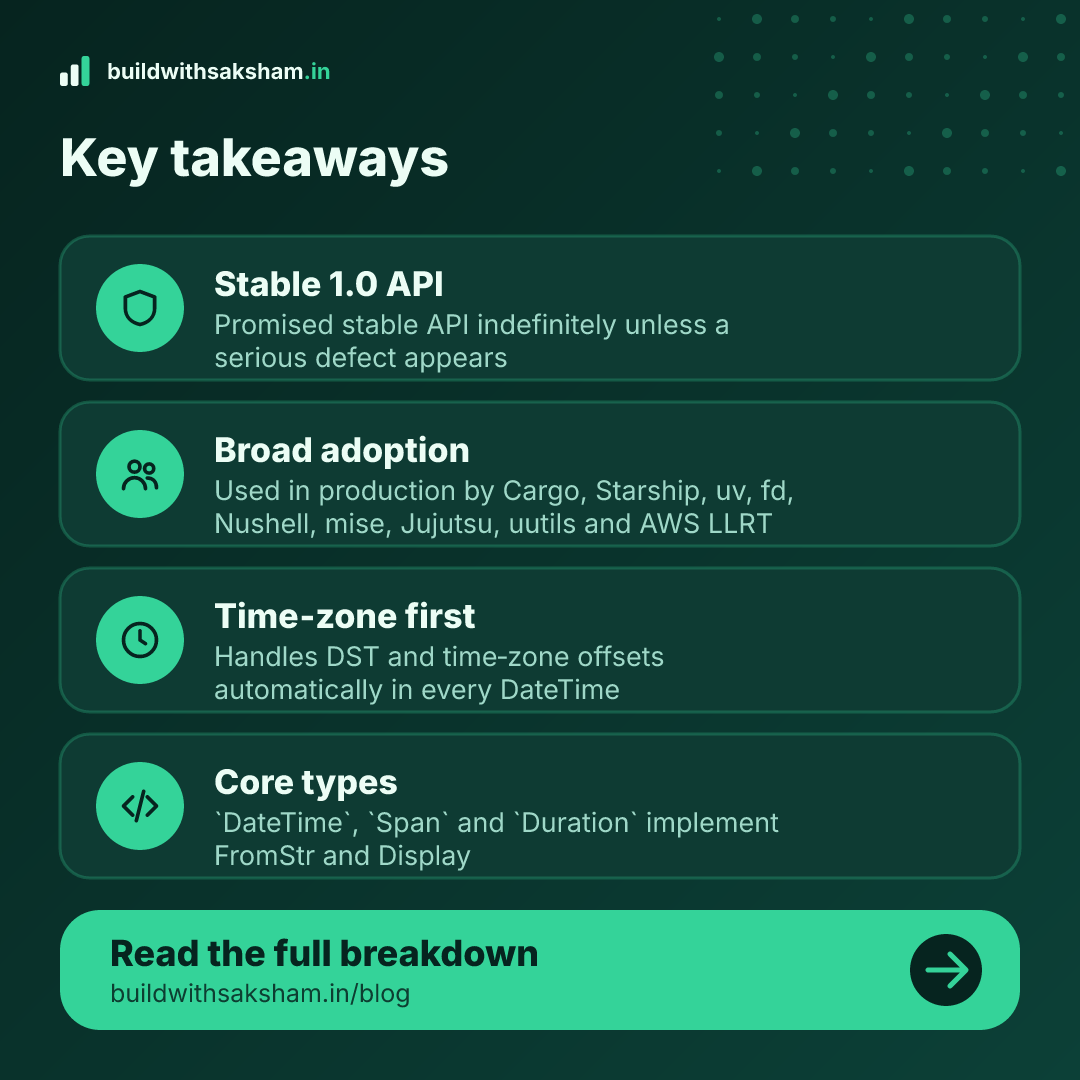 buildwithsaksham.in
Key takeaways
Stable 1.0 API
Promised stable API indefinitely unless a
serious defect appears
Broad adoption
Used in production by Cargo, Starship, uv, fd,
Nushell, mise, Jujutsu, uutils and AWS LLRT
Time-zone first
Handles DST and time-zone offsets
automatically in every DateTime
Core types
`DateTime`, `Span` and `Duration` implement
FromStr and Display
Read the full breakdown
buildwithsaksham.in/blog